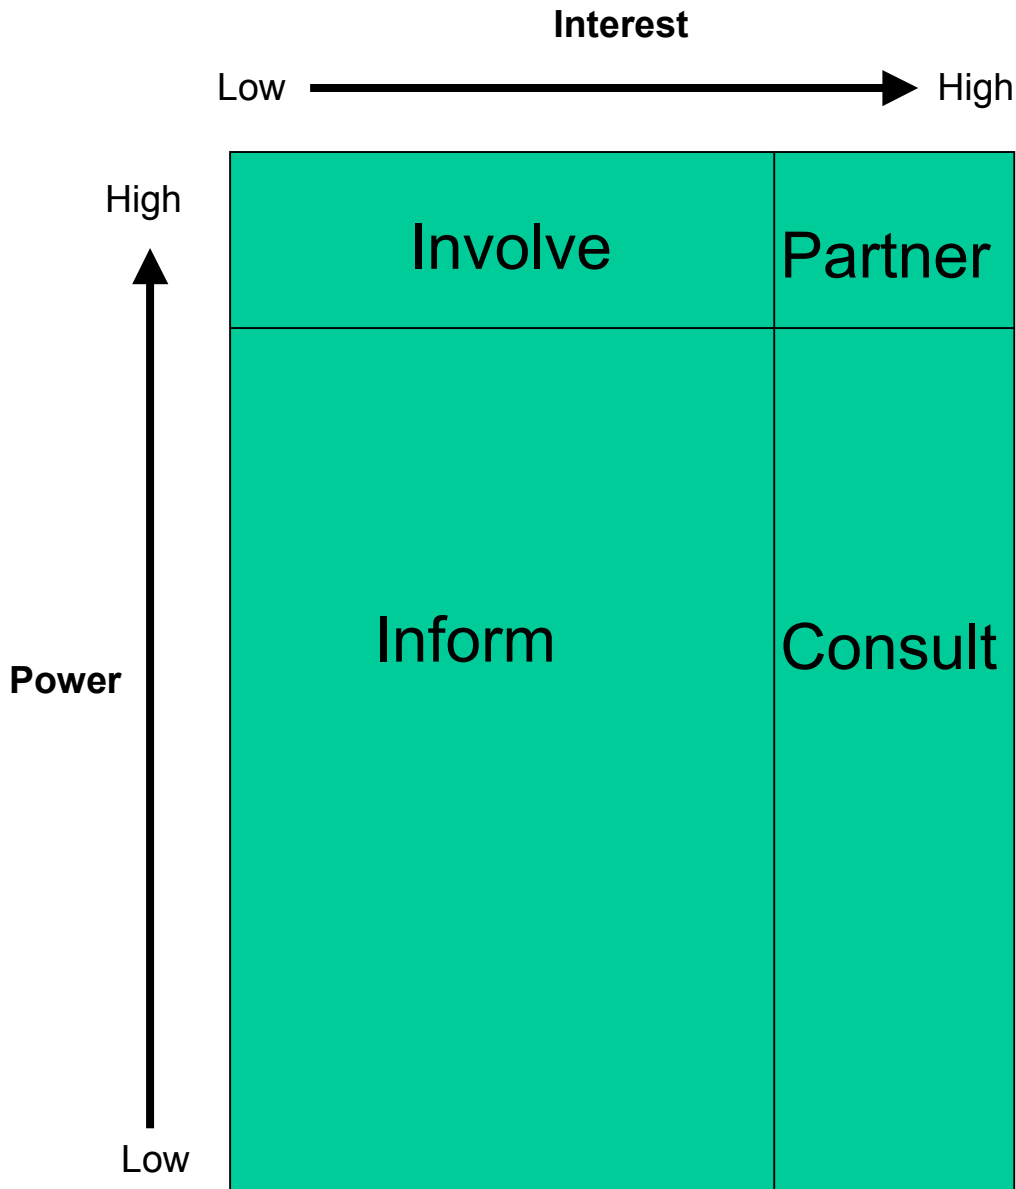 Interest
Low High
High
Involve Partner
Inform Consult
Power
Low